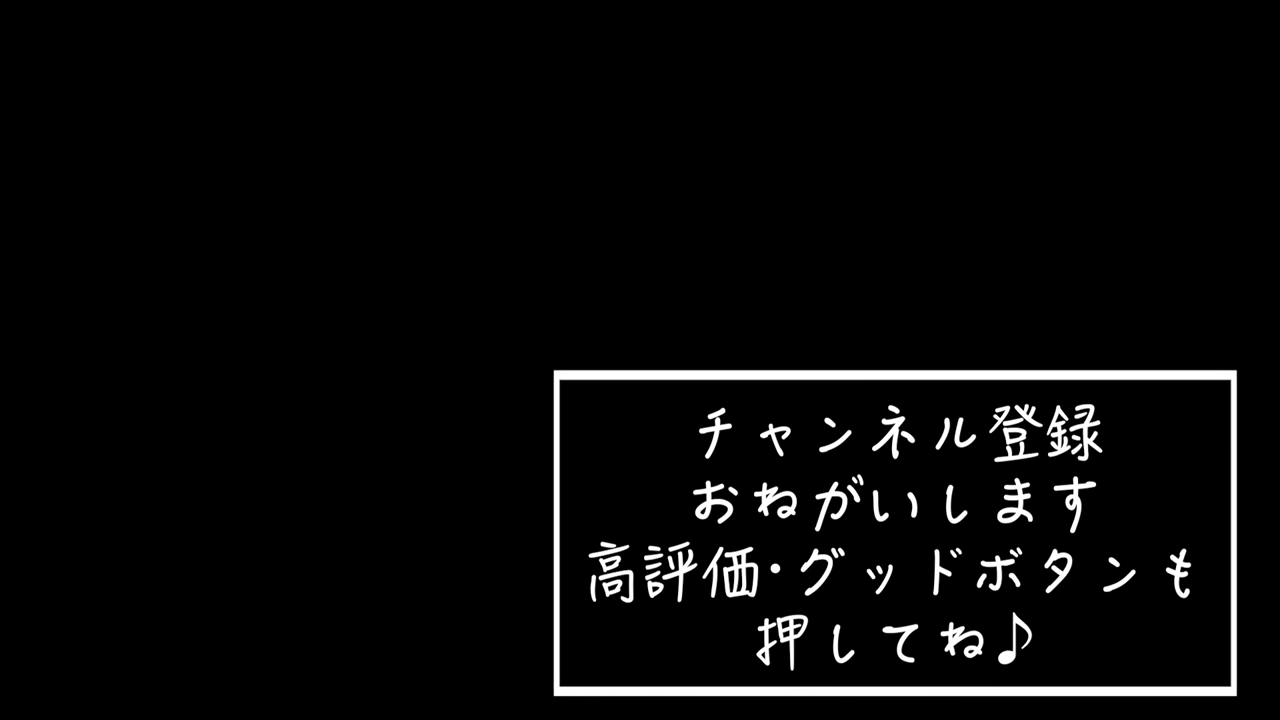 チャンネル登録
おねがいします
高評価･グッドボタンも
押してね♪